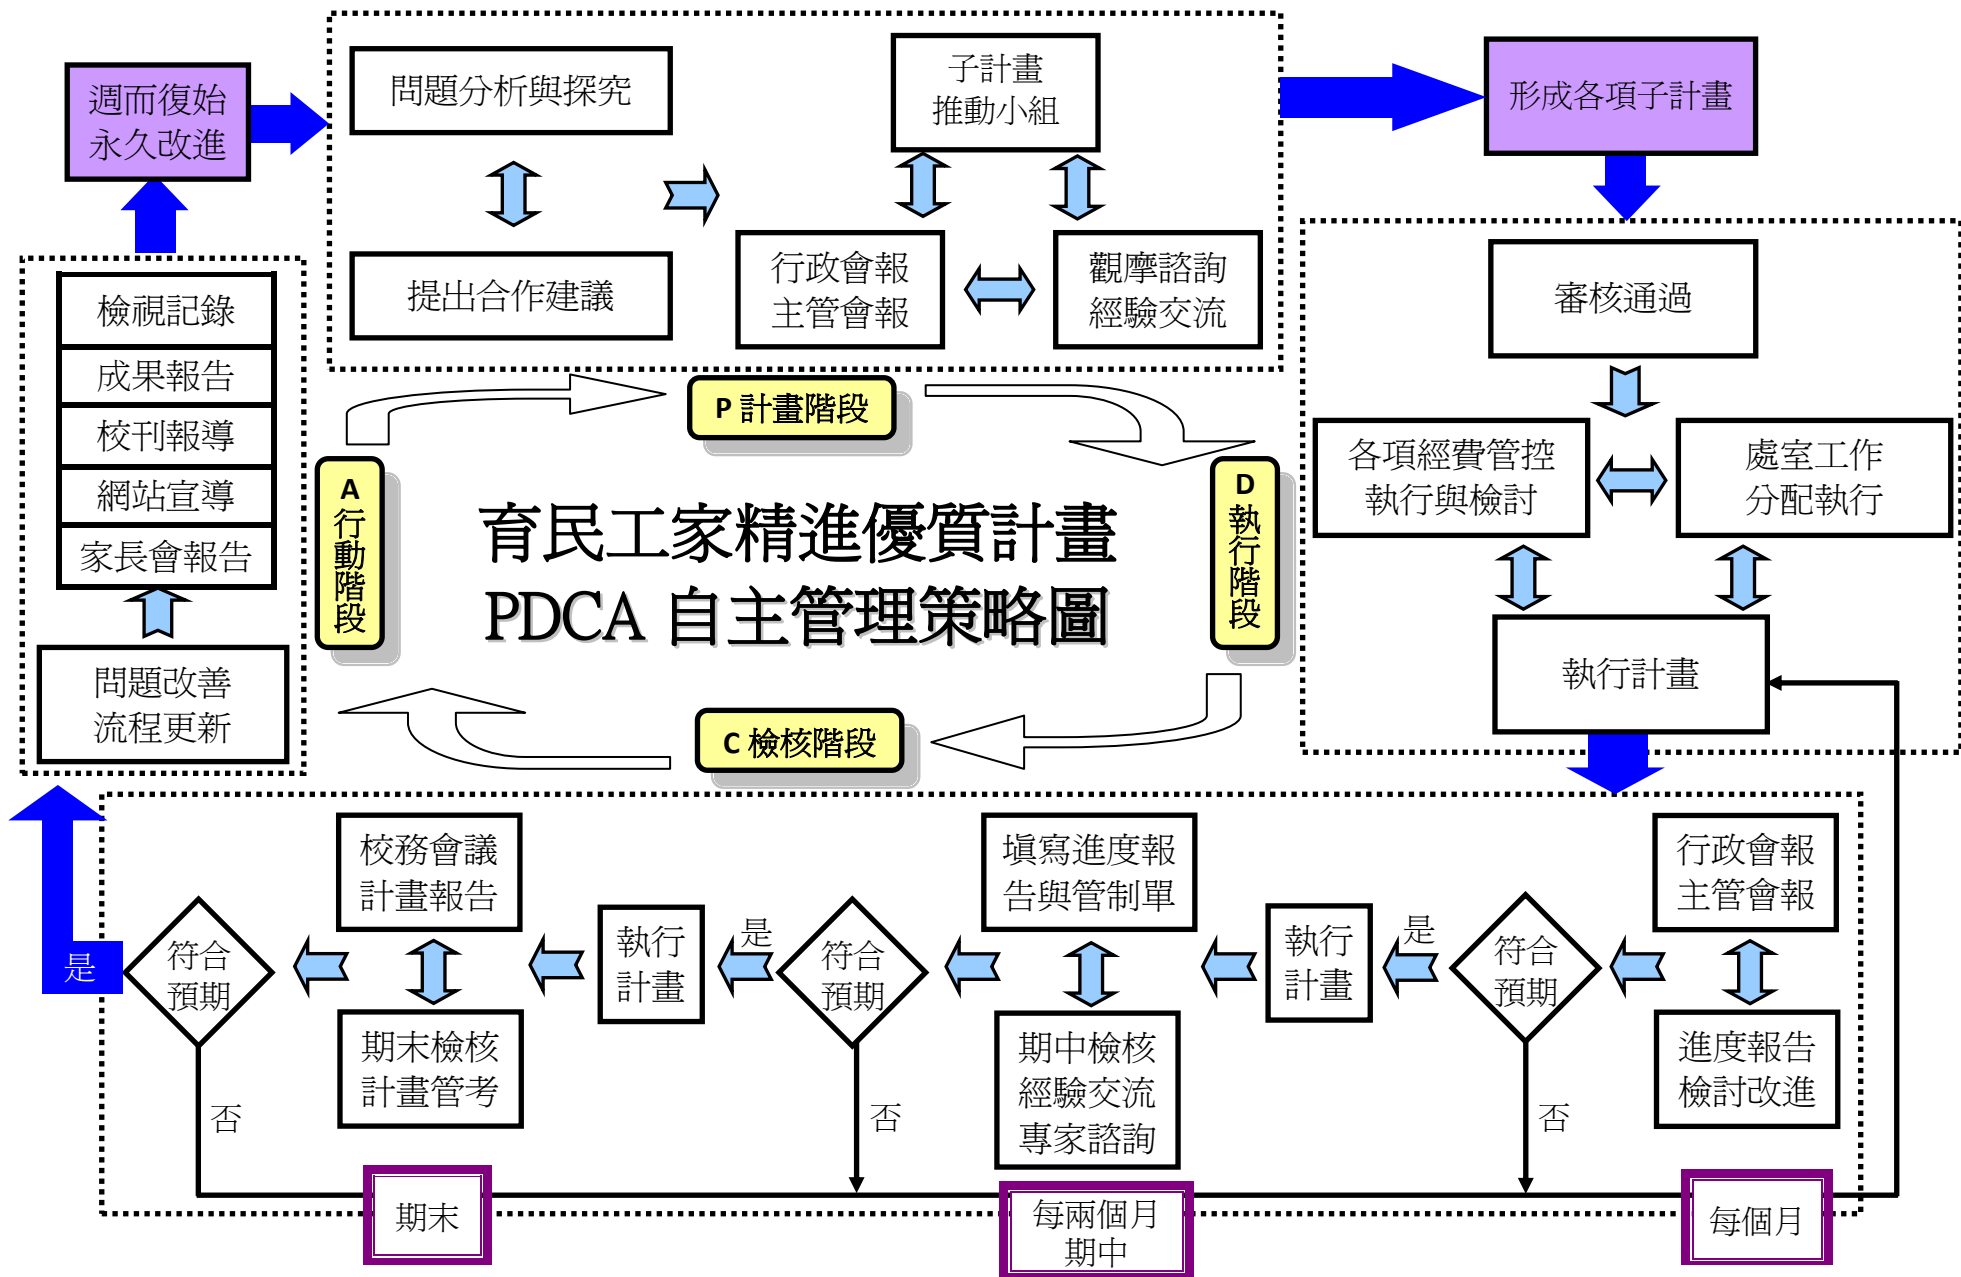 週而復始
永久改進
問題分析與探究
提出合作建議
子計畫
推動小組
行政會報
主管會報
觀摩諮詢
經驗交流
形成各項子計畫
審核通過
各項經費管控
執行與檢討
處室工作
分配執行
執行計畫
檢視記錄
成果報告
校刊報導
網站宣導
家長會報告
問題改善
流程更新
P 計畫階段
A
行動階段
D
執行階段
C 檢核階段
育民工家精進優質計畫
PDCA 自主管理策略圖
行政會報
主管會報
進度報告
檢討改進
符合
預期
是
否
執行
計畫
填寫進度報
告與管制單
期中檢核
經驗交流
專家諮詢
符合
預期
是
否
執行
計畫
校務會議
計畫報告
期末檢核
計畫管考
符合
預期
是
否
期末
每兩個月
期中
每個月